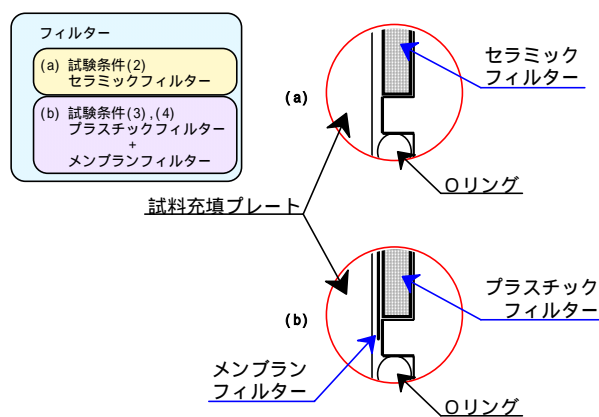 フィルター
(a) 試験条件(2)
セラミックフィルター
(b) 試験条件(3),(4)
プラスチックフィルター
+
メンブランフィルター
(a)
セラミック
フィルター
Oリング
試料充填プレート
(b)
プラスチック
フィルター
メンブラン
フィルター
Oリング